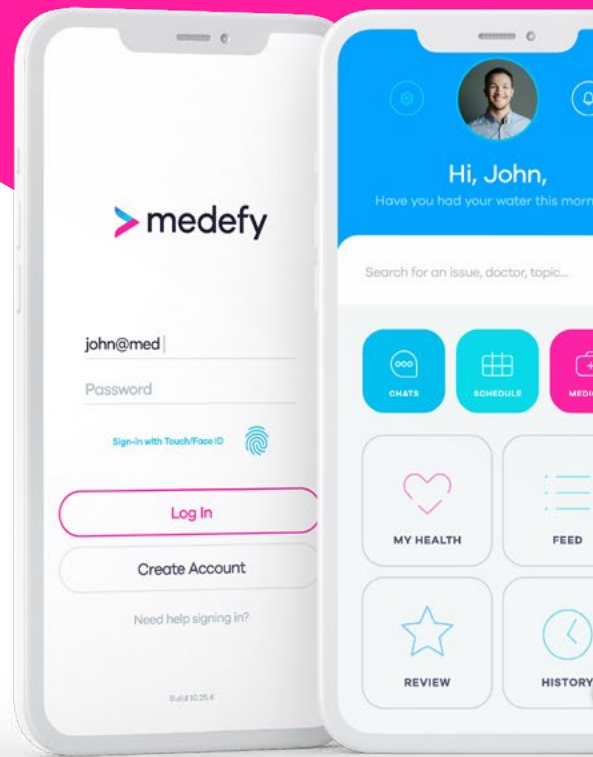 medefy
john@med
Password
Sign-in with Touch/Face ID
Log In
Create Account
Need help signing in?
Build 10.25.4
Hi, John,
Have you had your water this morn
Search for an issue, doctor, topic...
CHATS
SCHEDULE
MEDI
MY HEALTH
FEED
REVIEW
HISTORY